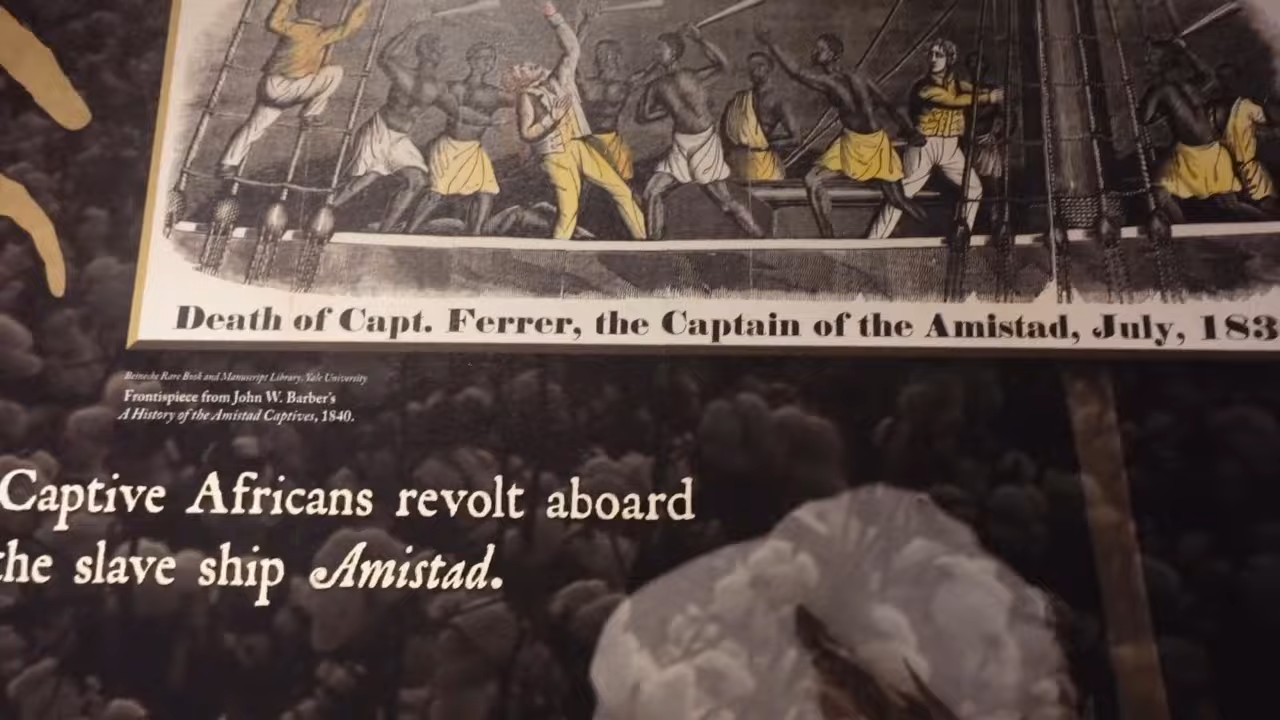 Death of Capt. Ferrer, the Captain of the Amistad, July, 183
Beinecke Rare Book and Manuscript Library, Yale University
Frontispiece from John W. Barber's
A History of the Amistad Captives, 1840.
Captive Africans revolt aboard
the slave ship Amistad.